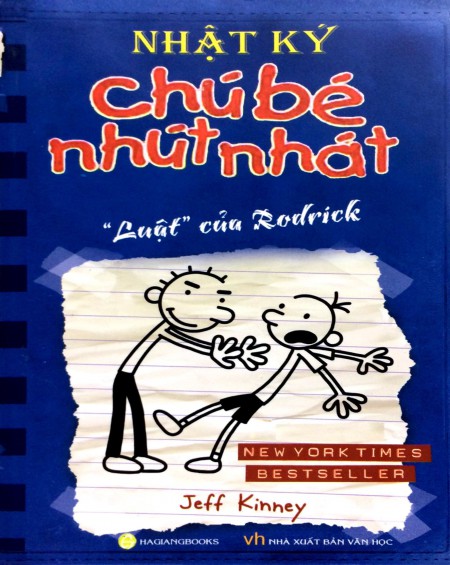 NHẬT KÝ
chú bé
nhút nhát
"Luật" của Rodrick
NEW YORK TIMES
BESTSELLER
Jeff Kinney
HAGIANGBOOKS
vh NHÀ XUẤT BẢN VĂN HỌC